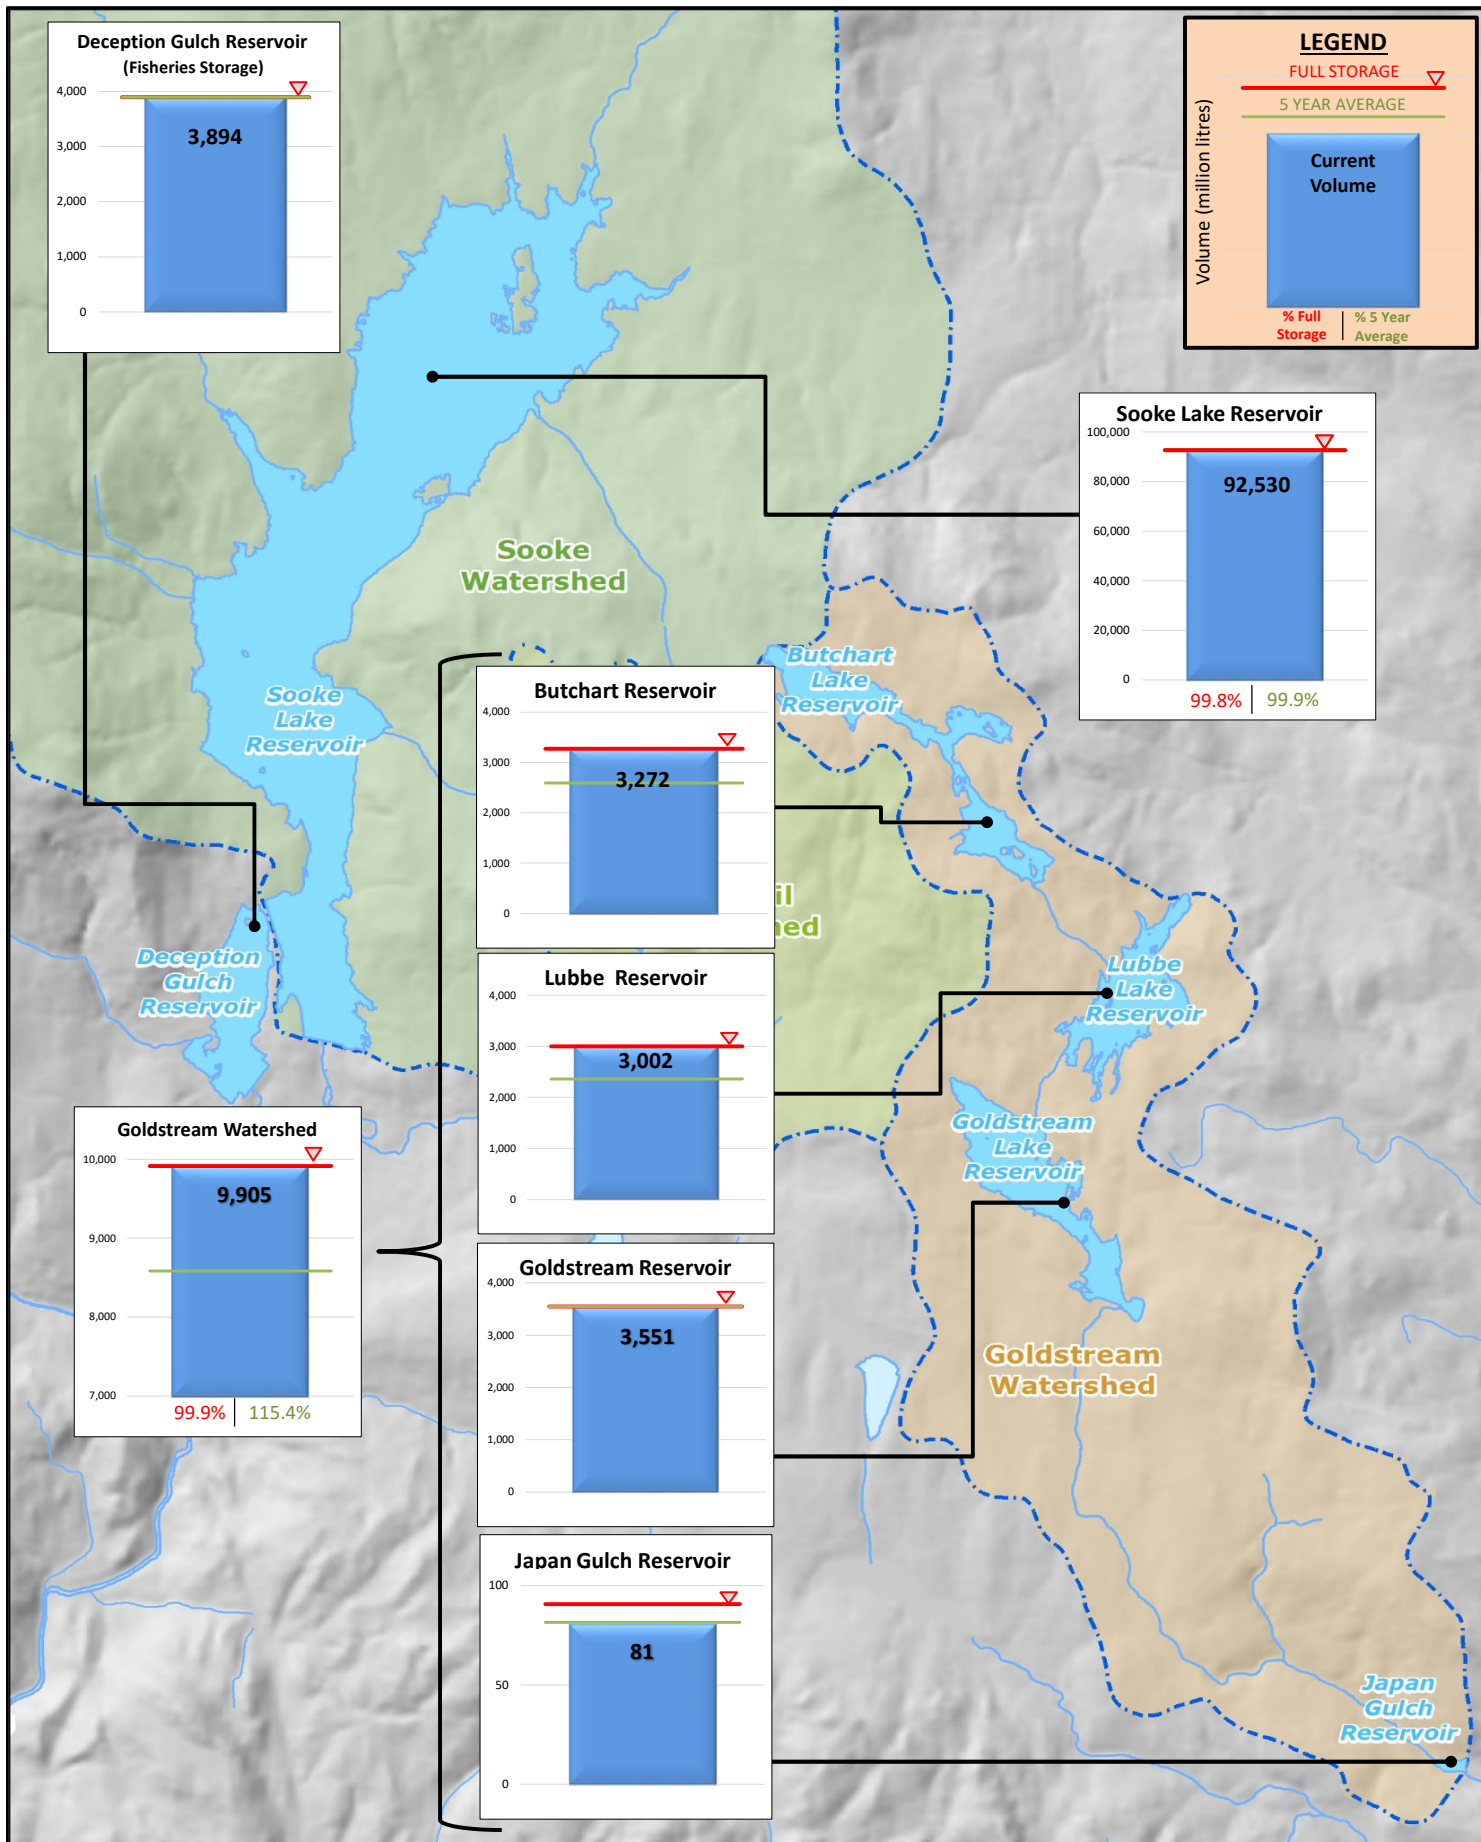 Deception Gulch Reservoir
(Fisheries Storage)
4,000
3,000
2,000
1,000
0
3,894
LEGEND
FULL STORAGE
5 YEAR AVERAGE
Volume (million litres)
Current
Volume
% Full
Storage
% 5 Year
Average
Sooke Lake Reservoir
100,000
80,000
60,000
40,000
20,000
0
92,530
99.8%
99.9%
Sooke
Watershed
Sooke
Lake
Reservoir
Butchart
Lake
Reservoir
Butchart Reservoir
4,000
3,000
2,000
1,000
0
3,272
il
ed
Deception
Gulch
Reservoir
Lubbe
Lake
Reservoir
Lubbe Reservoir
4,000
3,000
2,000
1,000
0
3,002
Goldstream Watershed
10,000
9,000
8,000
7,000
9,905
99.9%
115.4%
Goldstream
Lake
Reservoir
Goldstream Reservoir
4,000
3,000
2,000
1,000
0
3,551
Goldstream
Watershed
Japan Gulch Reservoir
100
50
0
81
Japan
Gulch
Reservoir